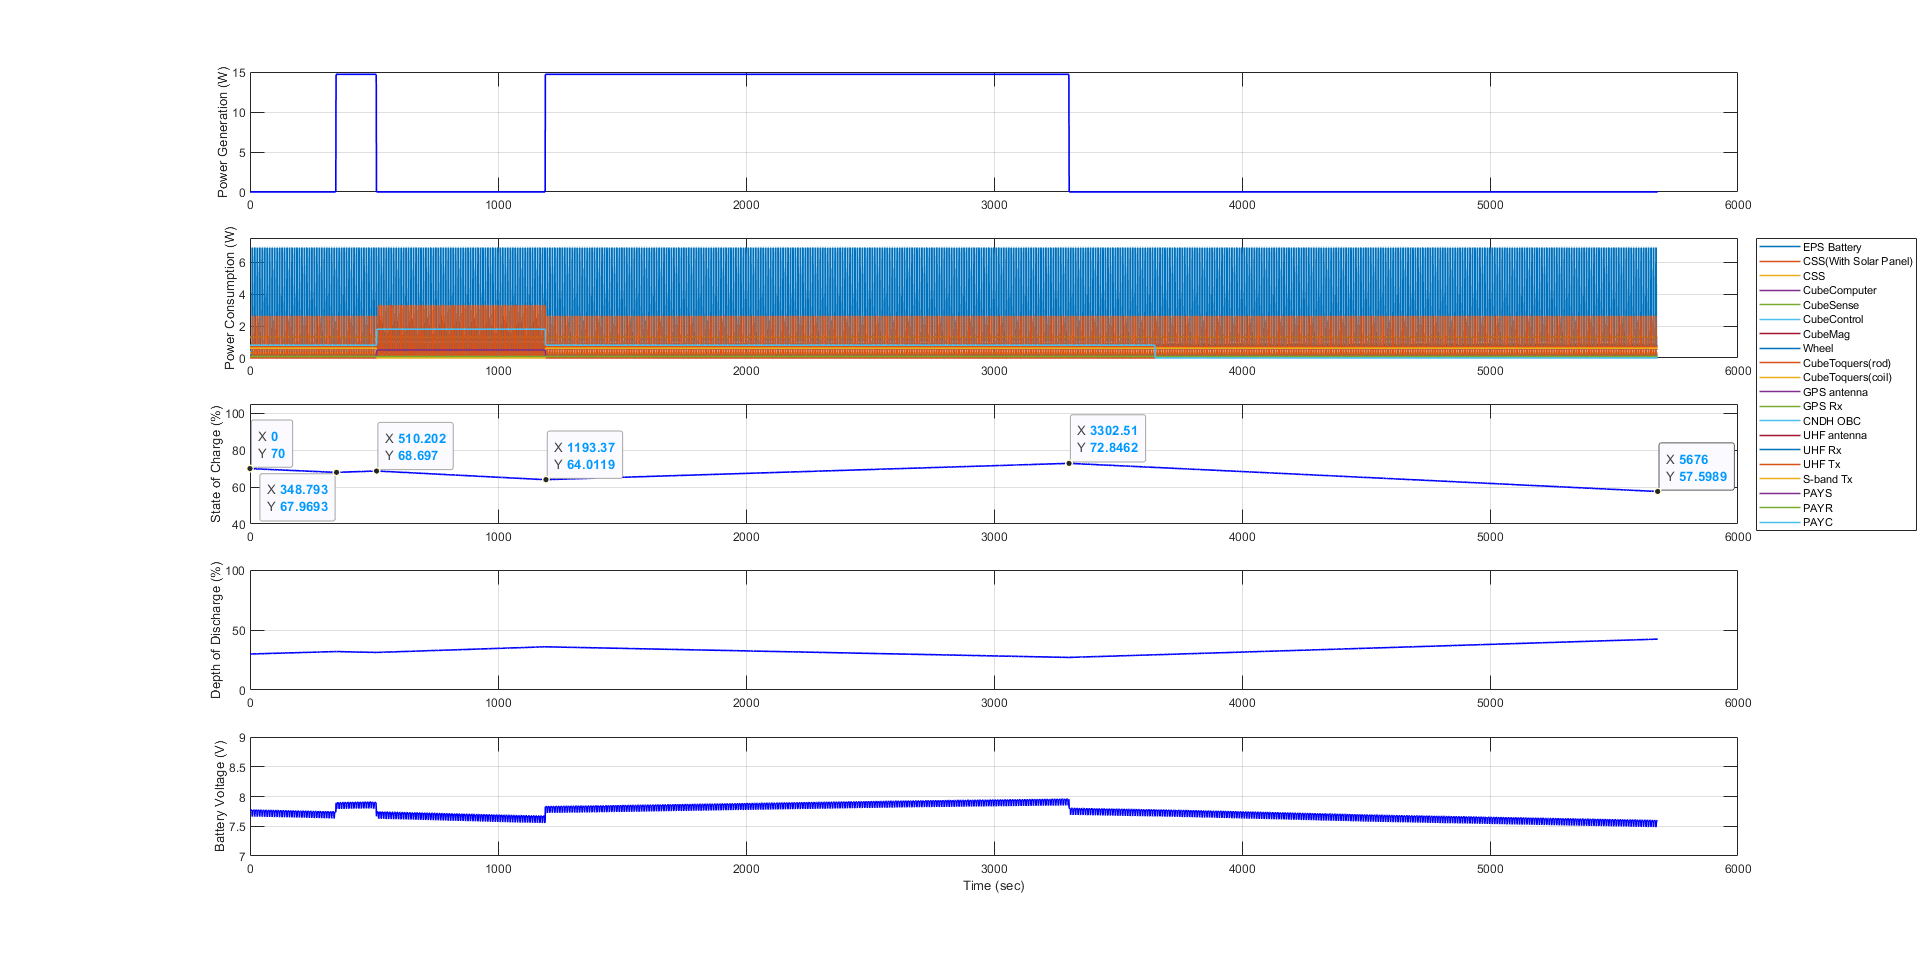 Power Generation (W)
15
10
5
0
0 1000 2000 3000 4000 5000 6000
Power Consumption (W)
6
4
2
0
0 1000 2000 3000 4000 5000 6000
EPS Battery
CSS(With Solar Panel)
CSS
CubeComputer
CubeSense
CubeControl
CubeMag
Wheel
CubeToquers(rod)
CubeToquers(coil)
GPS antenna
GPS Rx
CNDH OBC
UHF antenna
UHF Rx
UHF Tx
S-band Tx
PAYS
PAYR
PAYC
State of Charge (%)
100
80
60
40
X 0
Y 70
X 348.793
Y 67.9693
X 510.202
Y 68.697
X 1193.37
Y 64.0119
X 3302.51
Y 72.8462
X 5676
Y 57.5989
0 1000 2000 3000 4000 5000 6000
Depth of Discharge (%)
100
50
0
0 1000 2000 3000 4000 5000 6000
Battery Voltage (V)
9
8.5
8
7.5
7
0 1000 2000 3000 4000 5000 6000
Time (sec)